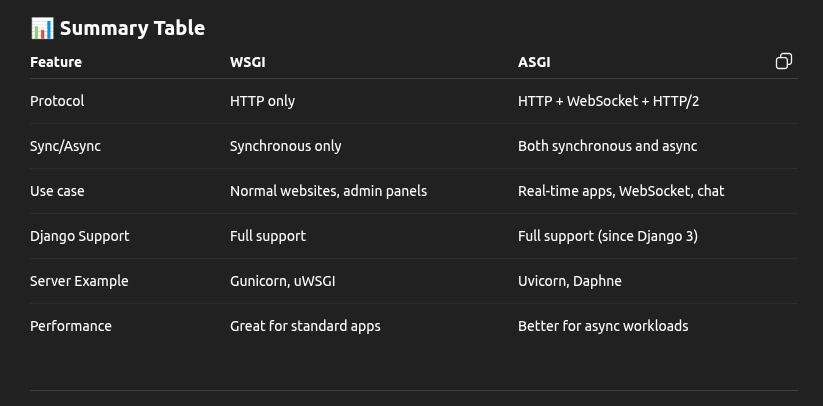 📊 Summary Table
Feature WSGI ASGI
Protocol HTTP only HTTP + WebSocket + HTTP/2
Sync/Async Synchronous only Both synchronous and async
Use case Normal websites, admin panels Real-time apps, WebSocket, chat
Django Support Full support Full support (since Django 3)
Server Example Gunicorn, uWSGI Uvicorn, Daphne
Performance Great for standard apps Better for async workloads